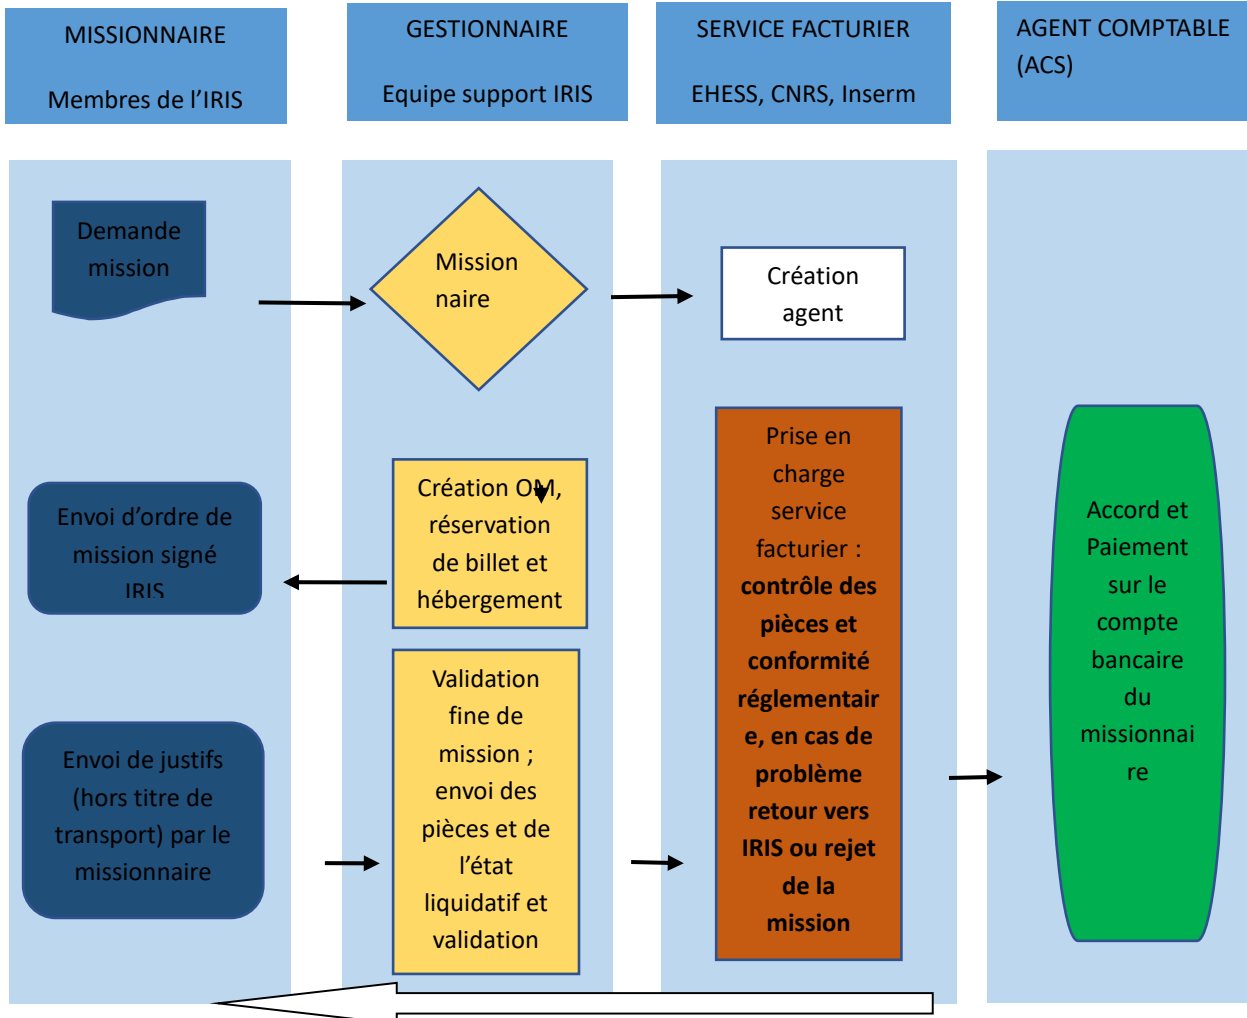 MISSIONNAIRE
Membres de l’IRIS
GESTIONNAIRE
Equipe support IRIS
SERVICE FACTURIER
EHESS, CNRS, Inserm
AGENT COMPTABLE
(ACS)
Demande
mission
Mission
naire
Création
agent
Envoi d’ordre de
mission signé
IRIS
Création OM,
réservation
de billet et
hébergement
Envoi de justifs
(hors titre de
transport) par le
missionnaire
Validation
fine de
mission ;
envoi des
pièces et de
l’état
liquidatif et
validation
Prise en
charge
service
facturier :
contrôle des
pièces et
conformité
réglementair
e, en cas de
problème
retour vers
IRIS ou rejet
de la
mission
Accord et
Paiement
sur le
compte
bancaire
du
missionnai
re